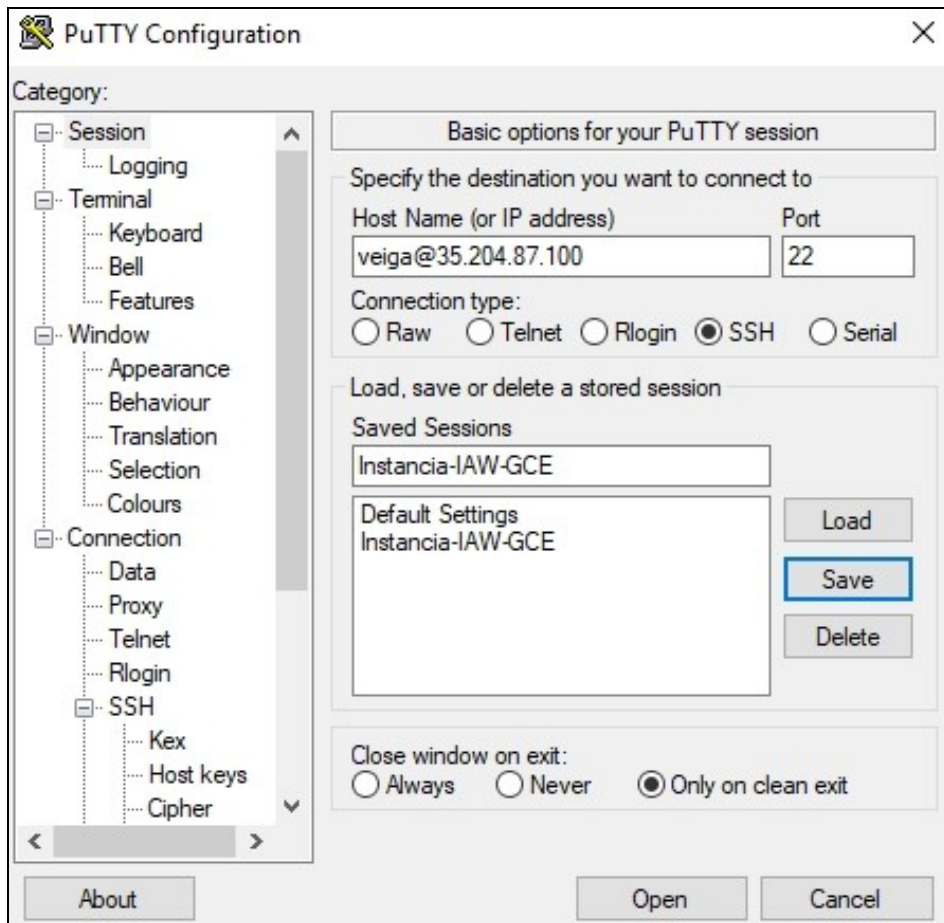 PuTTY Configuration
Category:
Session
Logging
Terminal
Keyboard
Bell
Features
Window
Appearance
Behaviour
Translation
Selection
Colours
Connection
Data
Proxy
Telnet
Rlogin
SSH
Kex
Host keys
Cipher
Basic options for your PuTTY session
Specify the destination you want to connect to
Host Name (or IP address) Port
veiga@35.204.87.100 22
Connection type:
Raw Telnet Rlogin SSH Serial
Load, save or delete a stored session
Saved Sessions
Instancia-IAW-GCE
Default Settings
Instancia-IAW-GCE
Load
Save
Delete
Close window on exit:
Always Never Only on clean exit
About Open Cancel